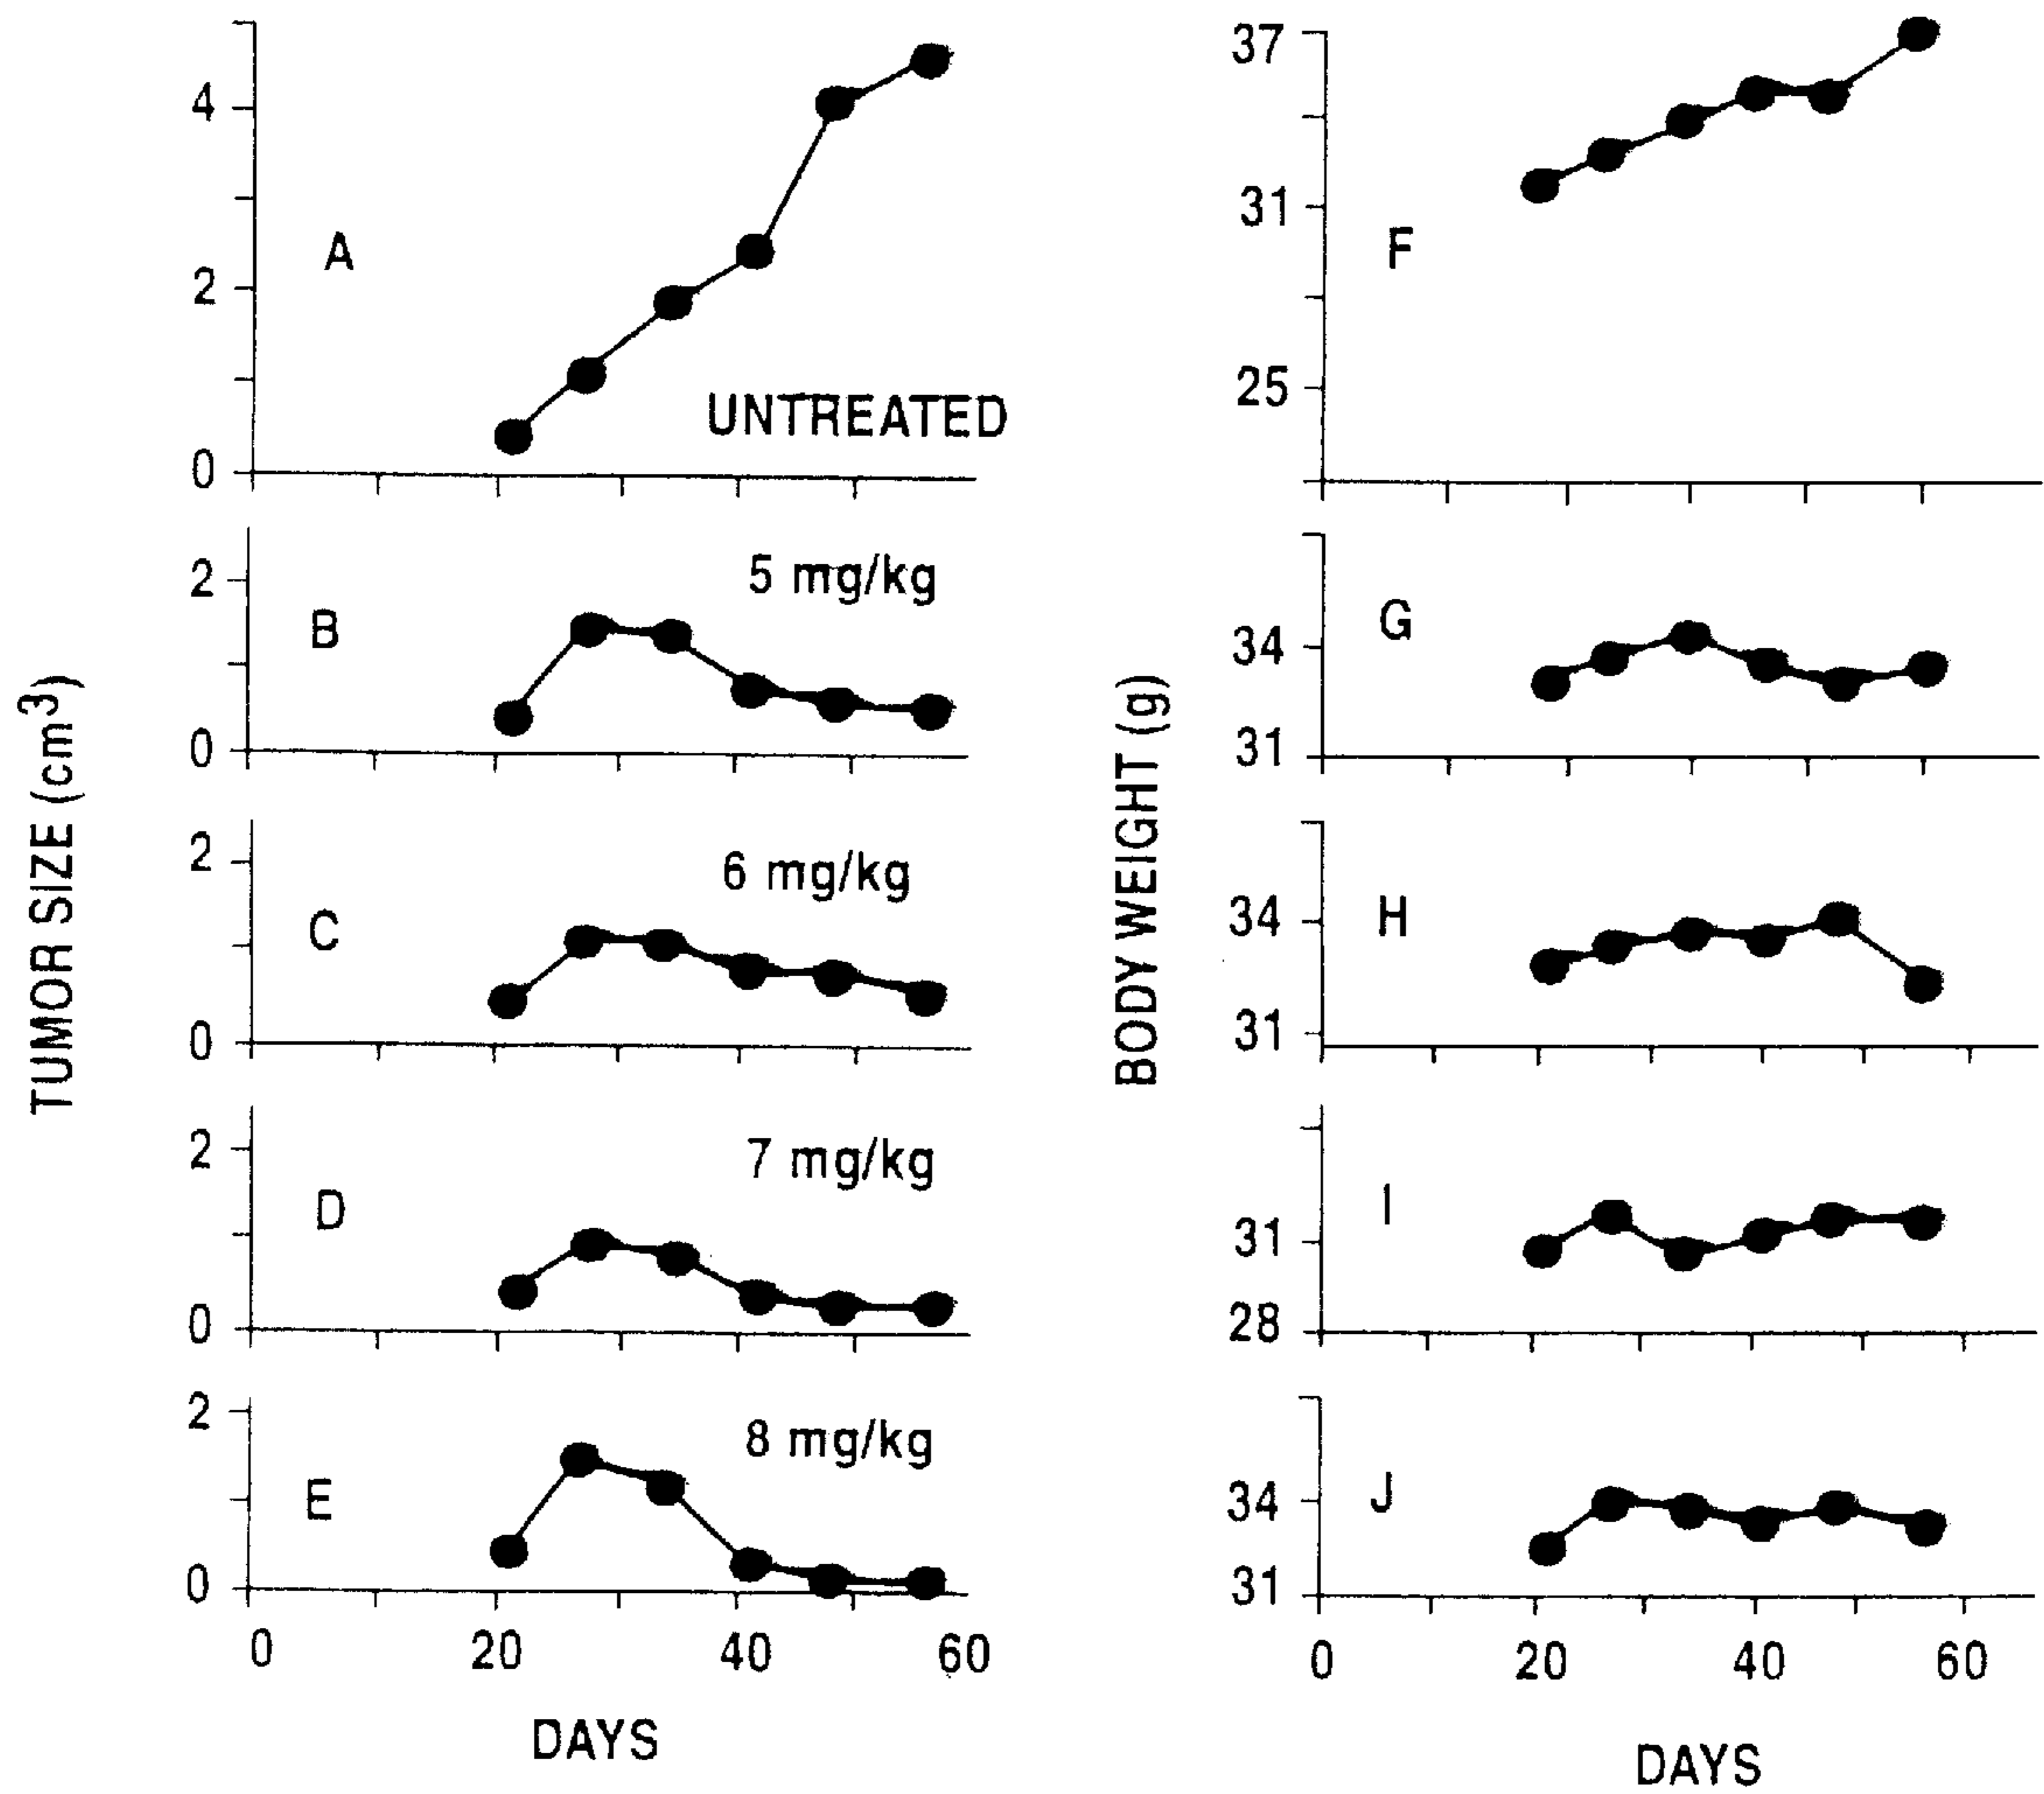 TUMOR SIZE (cm³)
4
2
0
A
UNTREATED
2
0
B
5 mg/kg
2
0
C
6 mg/kg
2
0
D
7 mg/kg
2
0
E
8 mg/kg
0 20 40 60
DAYS
BODY WEIGHT (g)
37
31
25
F
34
31
G
34
31
H
31
28
I
34
31
J
0 20 40 60
DAYS